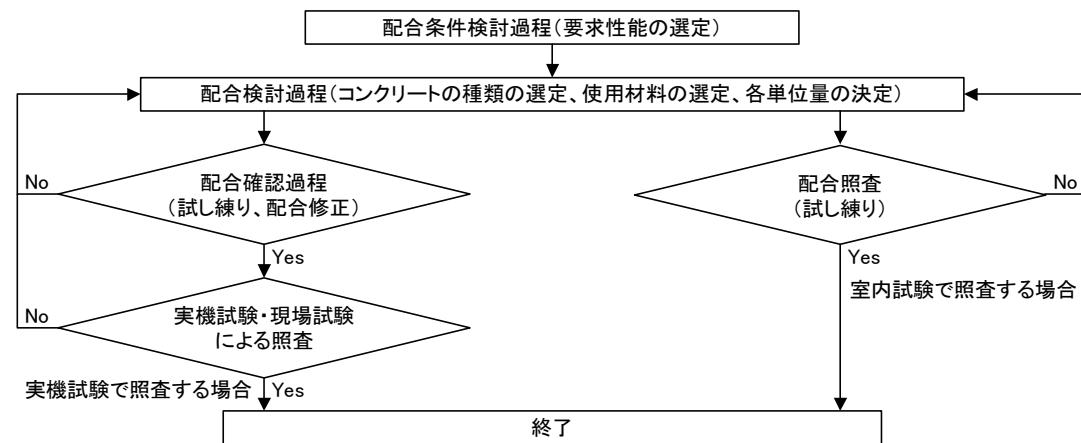 配合条件検討過程(要求性能の選定)
配合検討過程(コンクリートの種類の選定、使用材料の選定、各単位量の決定)
No
配合確認過程
(試し練り、配合修正)
配合照査
(試し練り)
No
Yes
Yes
室内試験で照査する場合
No
実機試験・現場試験
による照査
実機試験で照査する場合
Yes
終了